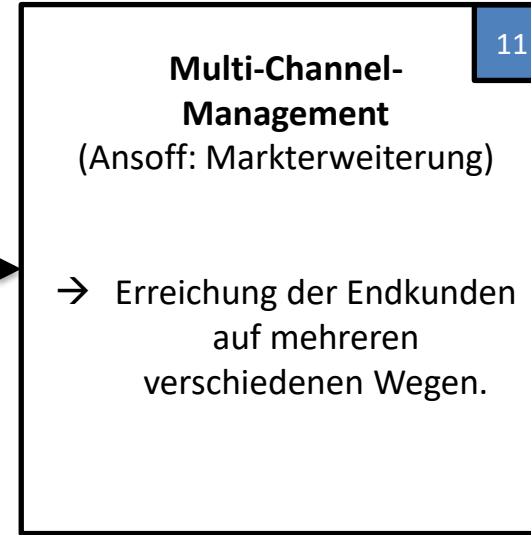 11
Multi-Channel-
Management
(Ansoff: Markterweiterung)
→ Erreichung der Endkunden
auf mehreren
verschiedenen Wegen.